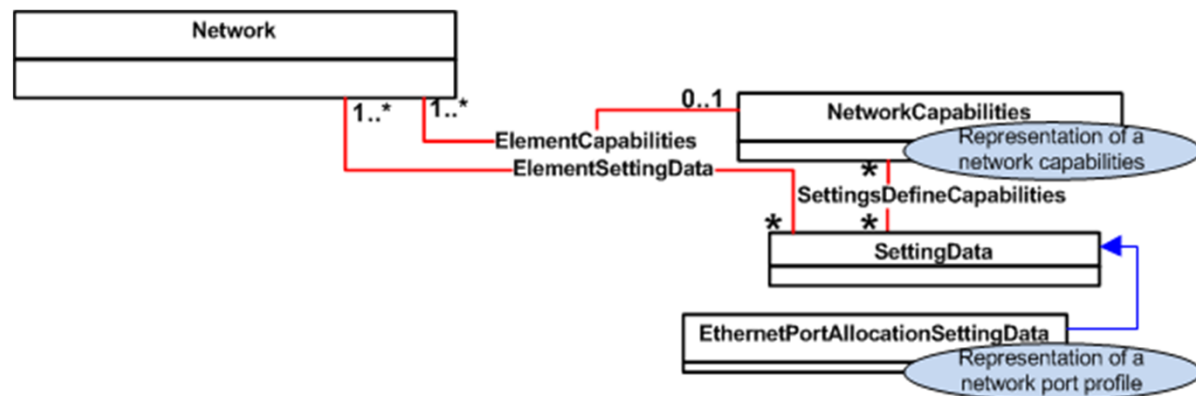 Network
1..*
1..*
0..1
NetworkCapabilities
Representation of a
network capabilities
ElementCapabilities
ElementSettingData
*
SettingsDefineCapabilities
*
*
SettingData
EthernetPortAllocationSettingData
Representation of a
network port profile